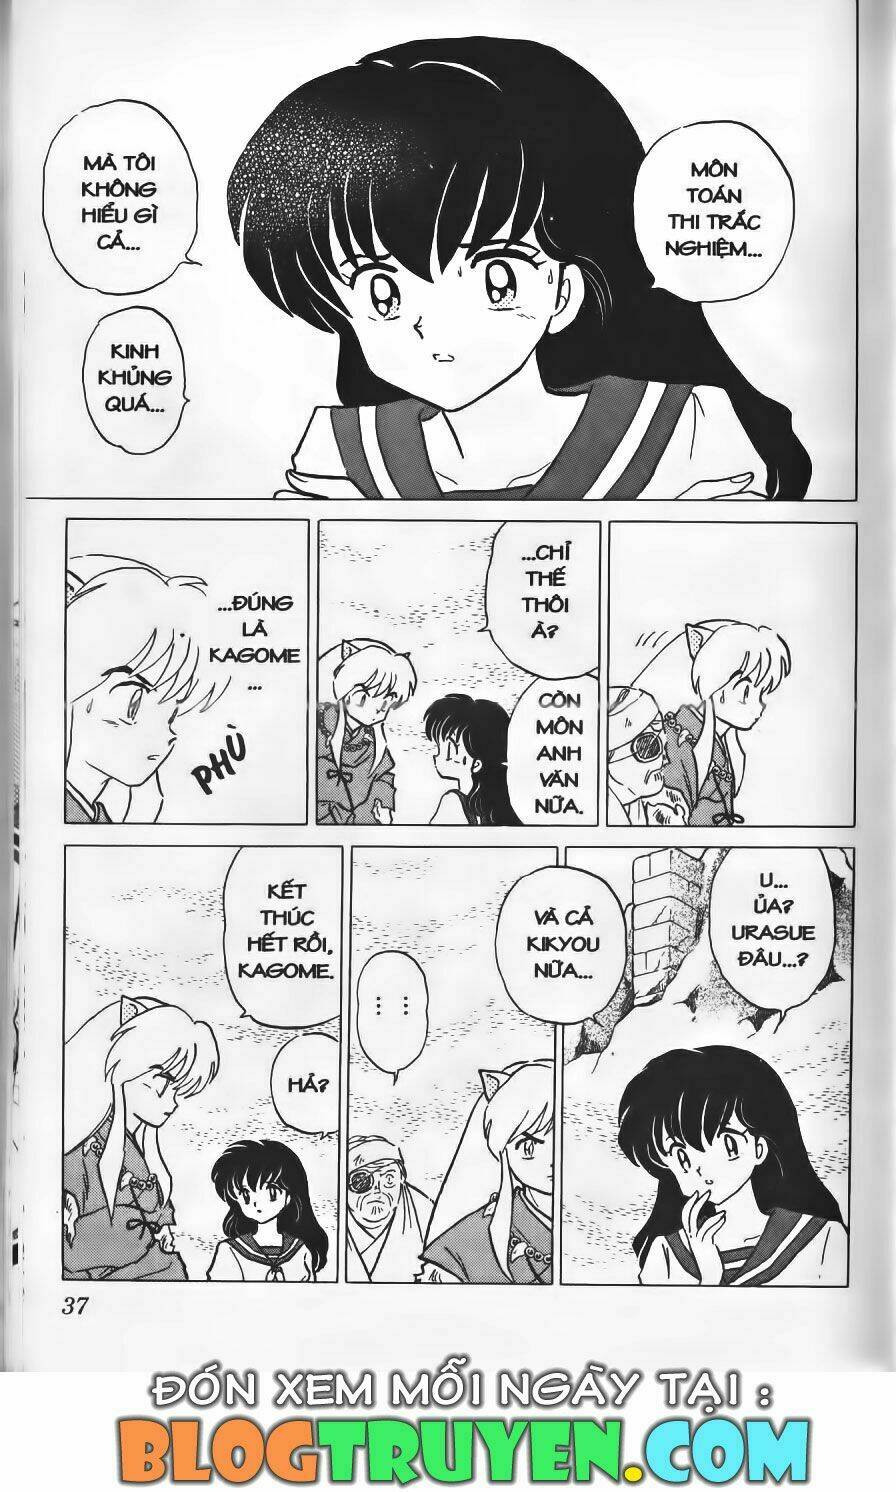 MÔN
TOÁN
THI TRẮC
NGHIỆM...
MÀ TÔI
KHÔNG
HIỂU GÌ
CẢ...
KINH
KHỦNG
QUÁ...
...CHỈ
THẾ
THÔI
À?
CÒN
MÔN
ANH
VĂN
NỮA.
...ĐÚNG
LÀ
KAGOME
...
PHÙ
U...
ỦA?
URASUE
ĐÂU...?
VÀ CẢ
KIKYOU
NỮA...
... ...
KẾT
THÚC
HẾT RỒI,
KAGOME.
HẢ?
37
ĐÓN XEM MỖI NGÀY TẠI :
BLOGTRUYEN.COM